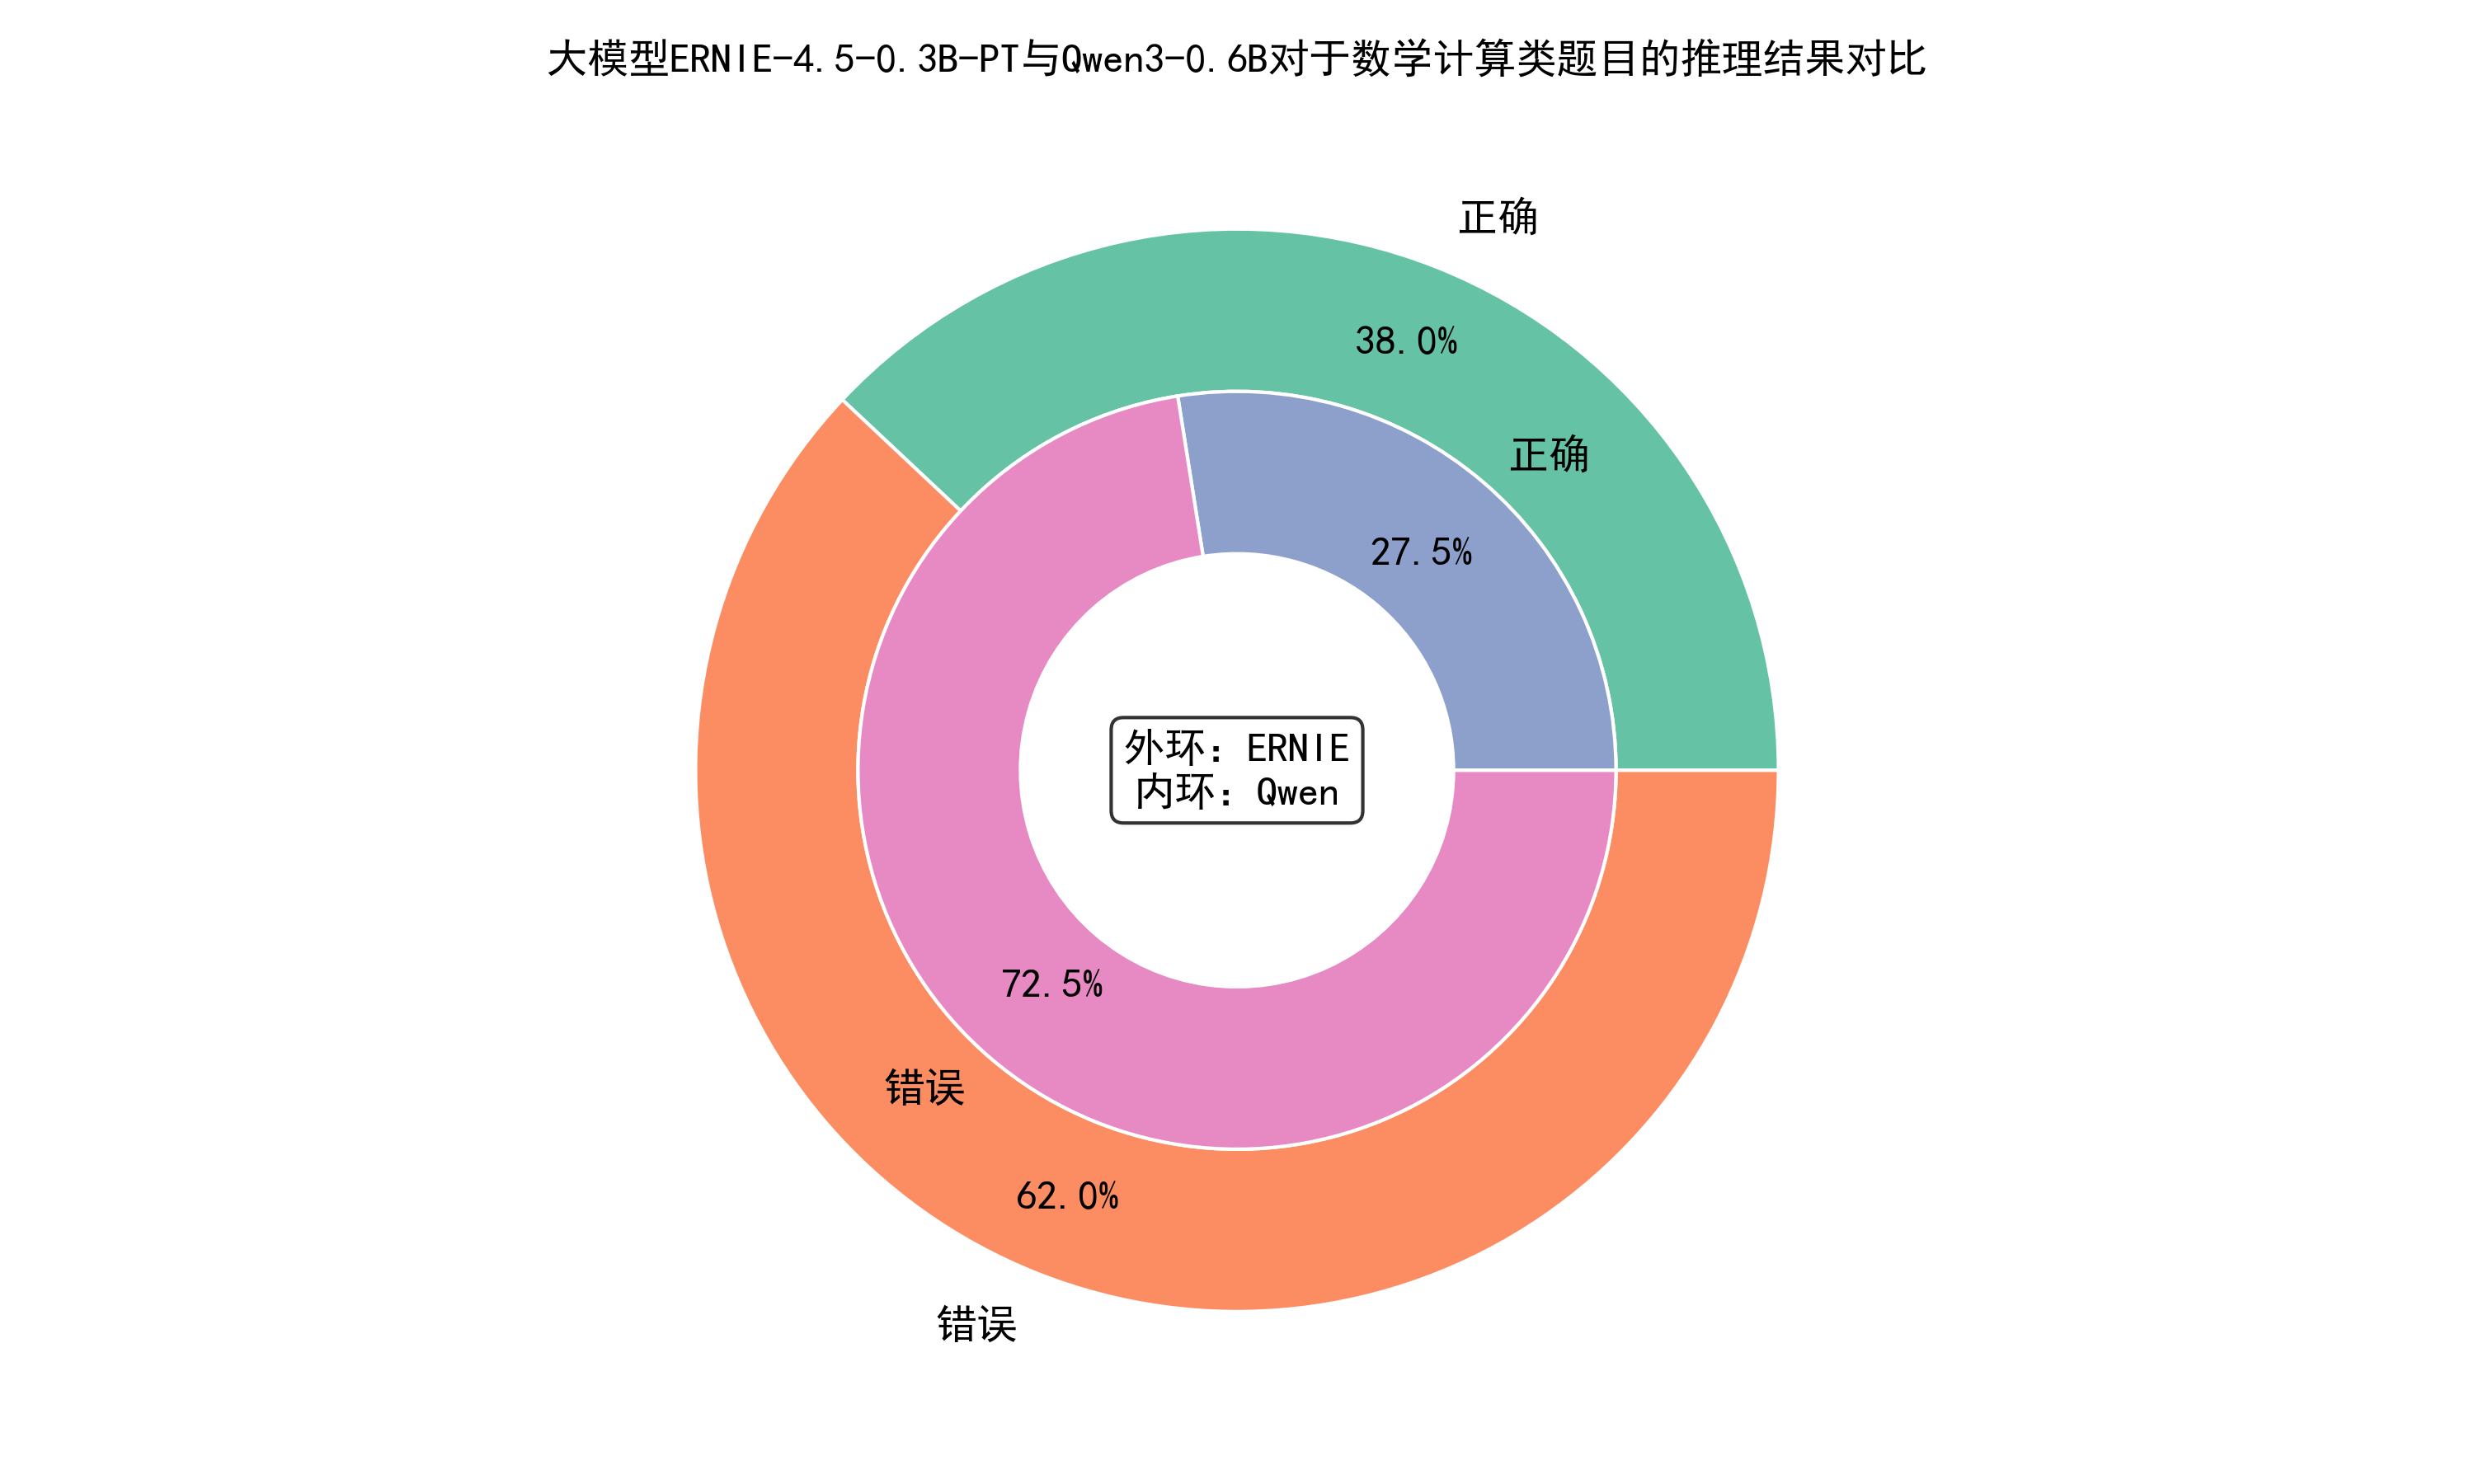 大模型ERNIE-4.5-0.3B-PT与Qwen3-0.6B对于数学计算类题目的推理结果对比
正确
38.0%
正确
27.5%
外环: ERNIE
内环: Qwen
72.5%
错误
62.0%
错误